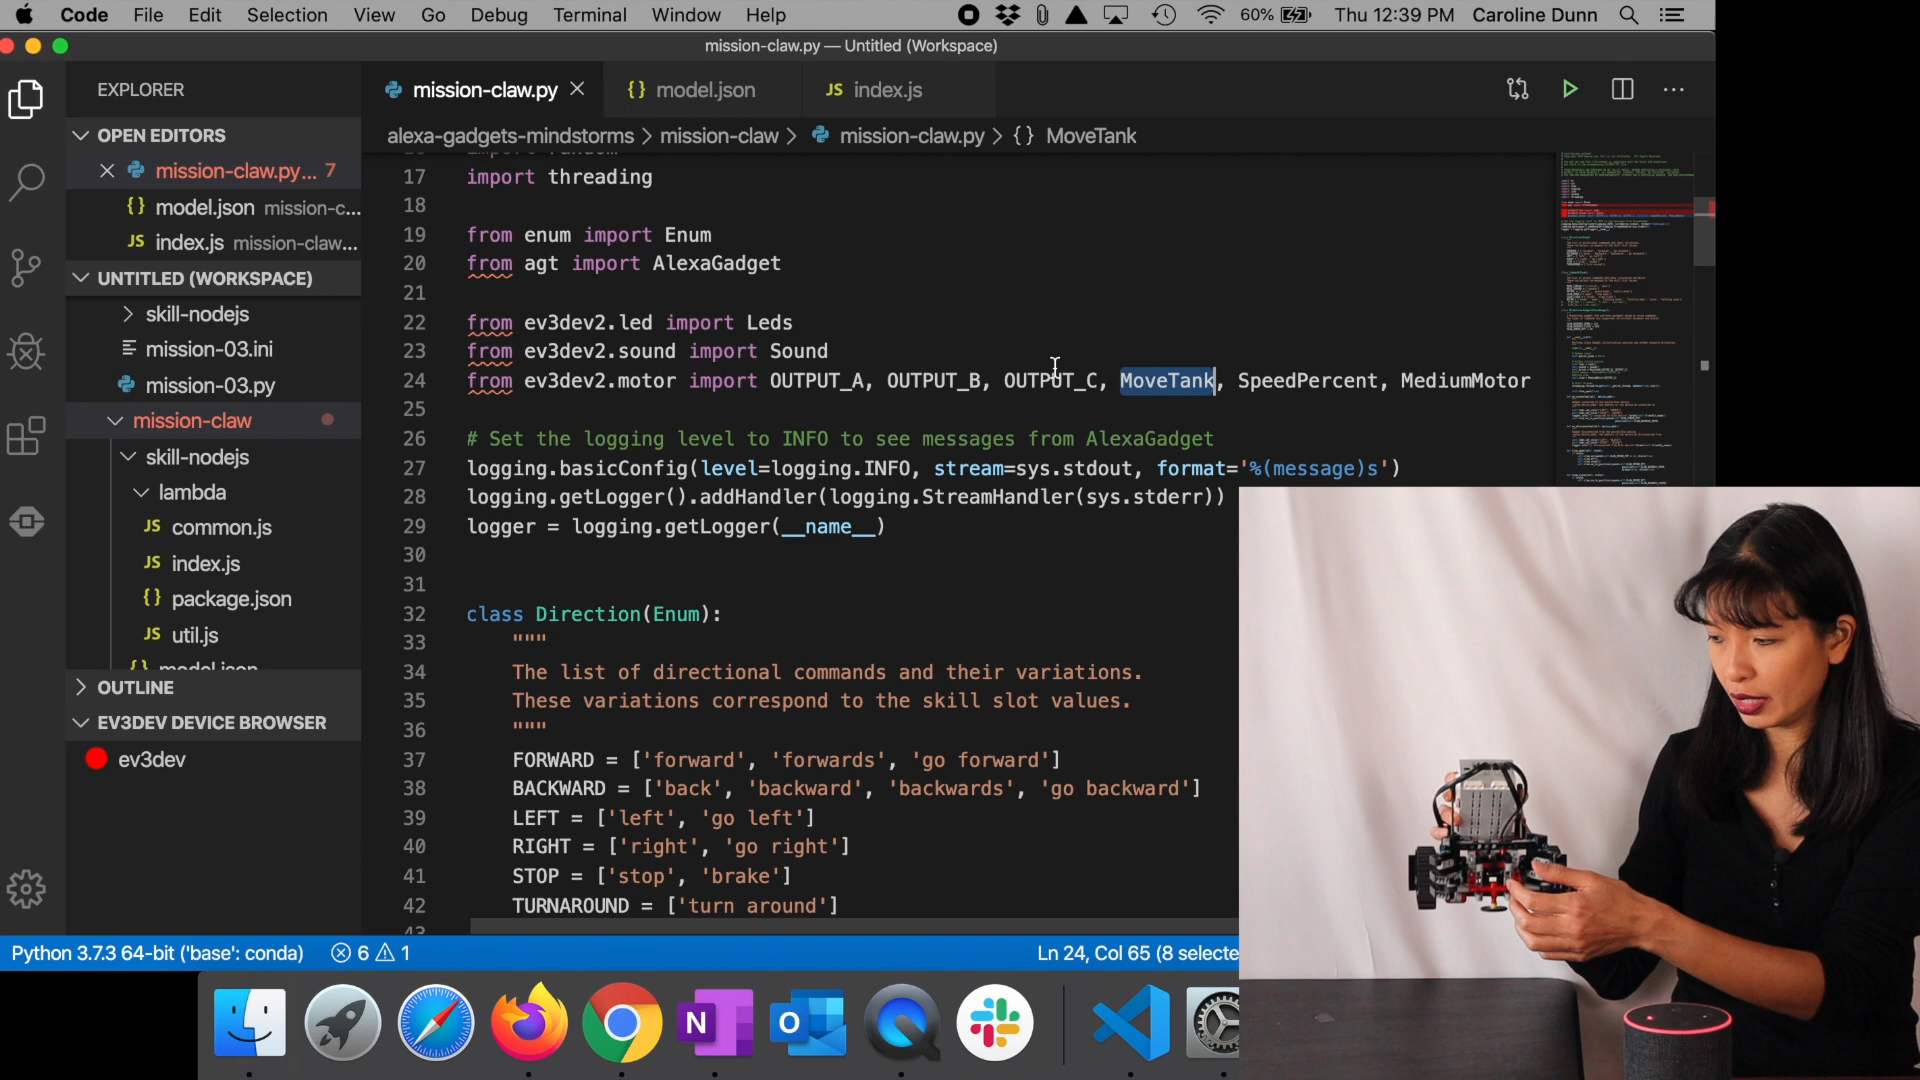 Code File Edit Selection View Go Debug Terminal Window Help 60% Thu 12:39 PM Caroline Dunn
mission-claw.py — Untitled (Workspace)
EXPLORER
mission-claw.py
{} model.json
JS index.js
OPEN EDITORS
mission-claw.py... 7
{} model.json mission-c...
JS index.js mission-claw...
UNTITLED (WORKSPACE)
skill-nodejs
mission-03.ini
mission-03.py
mission-claw
skill-nodejs
lambda
JS common.js
JS index.js
{} package.json
JS util.js
{} model.json
OUTLINE
EV3DEV DEVICE BROWSER
ev3dev
alexa-gadgets-mindstorms > mission-claw > mission-claw.py > {} MoveTank
import random
17 import threading
18
19 from enum import Enum
20 from agt import AlexaGadget
21
22 from ev3dev2.led import Leds
23 from ev3dev2.sound import Sound
24 from ev3dev2.motor import OUTPUT_A, OUTPUT_B, OUTPUT_C, MoveTank, SpeedPercent, MediumMotor
25
26 # Set the logging level to INFO to see messages from AlexaGadget
27 logging.basicConfig(level=logging.INFO, stream=sys.stdout, format='%(message)s')
28 logging.getLogger().addHandler(logging.StreamHandler(sys.stderr))
29 logger = logging.getLogger(__name__)
30
31
32 class Direction(Enum):
33 """
34 The list of directional commands and their variations.
35 These variations correspond to the skill slot values.
36 """
37 FORWARD = ['forward', 'forwards', 'go forward']
38 BACKWARD = ['back', 'backward', 'backwards', 'go backward']
39 LEFT = ['left', 'go left']
40 RIGHT = ['right', 'go right']
41 STOP = ['stop', 'brake']
42 TURNAROUND = ['turn around']
43
Python 3.7.3 64-bit ('base': conda) 6 1 Ln 24, Col 65 (8 selecte
N
O